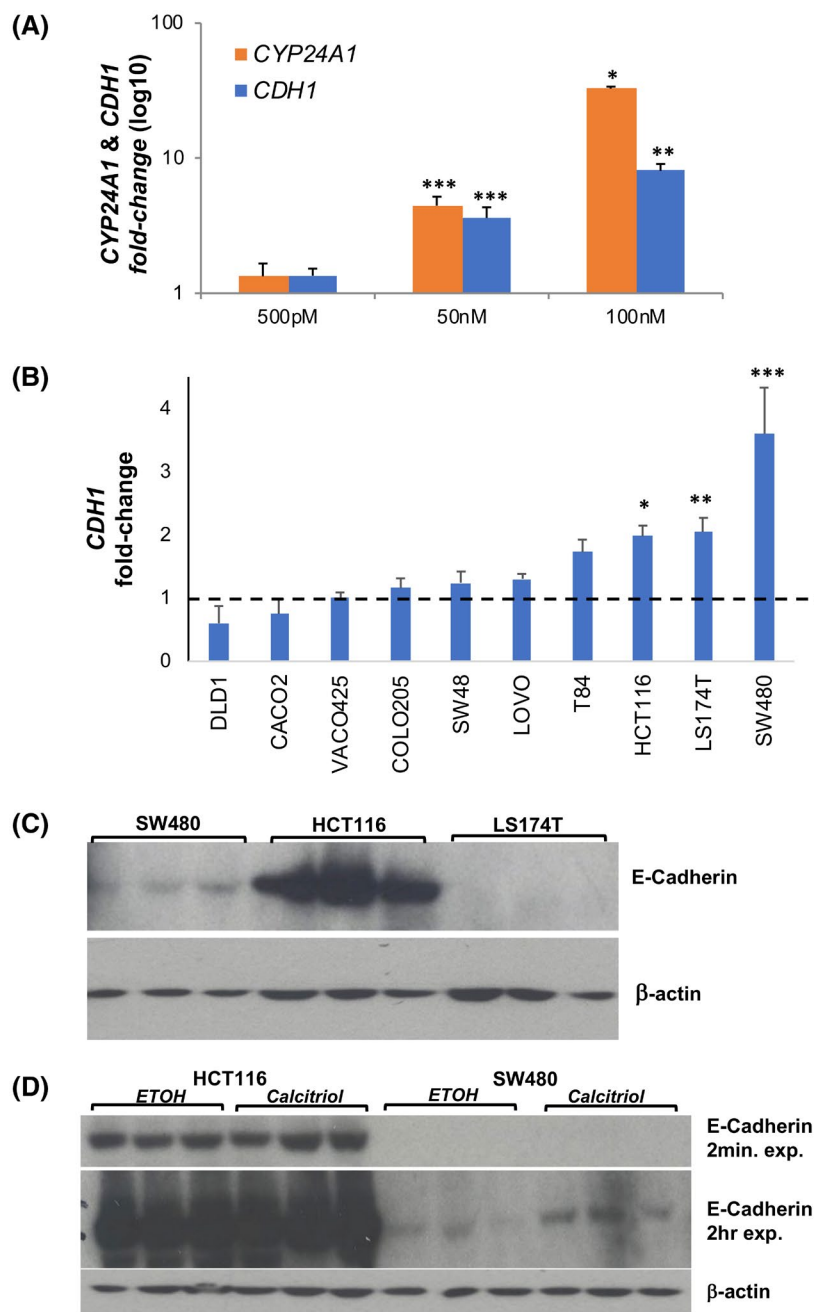 (A)
100
10
1
CYP24A1 & CDH1
fold-change (log10)
CYP24A1
CDH1
***
***
*
**
500pM
50nM
100nM
(B)
4
3
2
1
0
CDH1
fold-change
*
**
***
DLD1
CACO2
VACO425
COLO205
SW48
LOVO
T84
HCT116
LS174T
SW480
(C)
SW480
HCT116
LS174T
E-Cadherin
β-actin
(D)
HCT116
SW480
ETOH
Calcitriol
ETOH
Calcitriol
E-Cadherin
2min. exp.
E-Cadherin
2hr exp.
β-actin